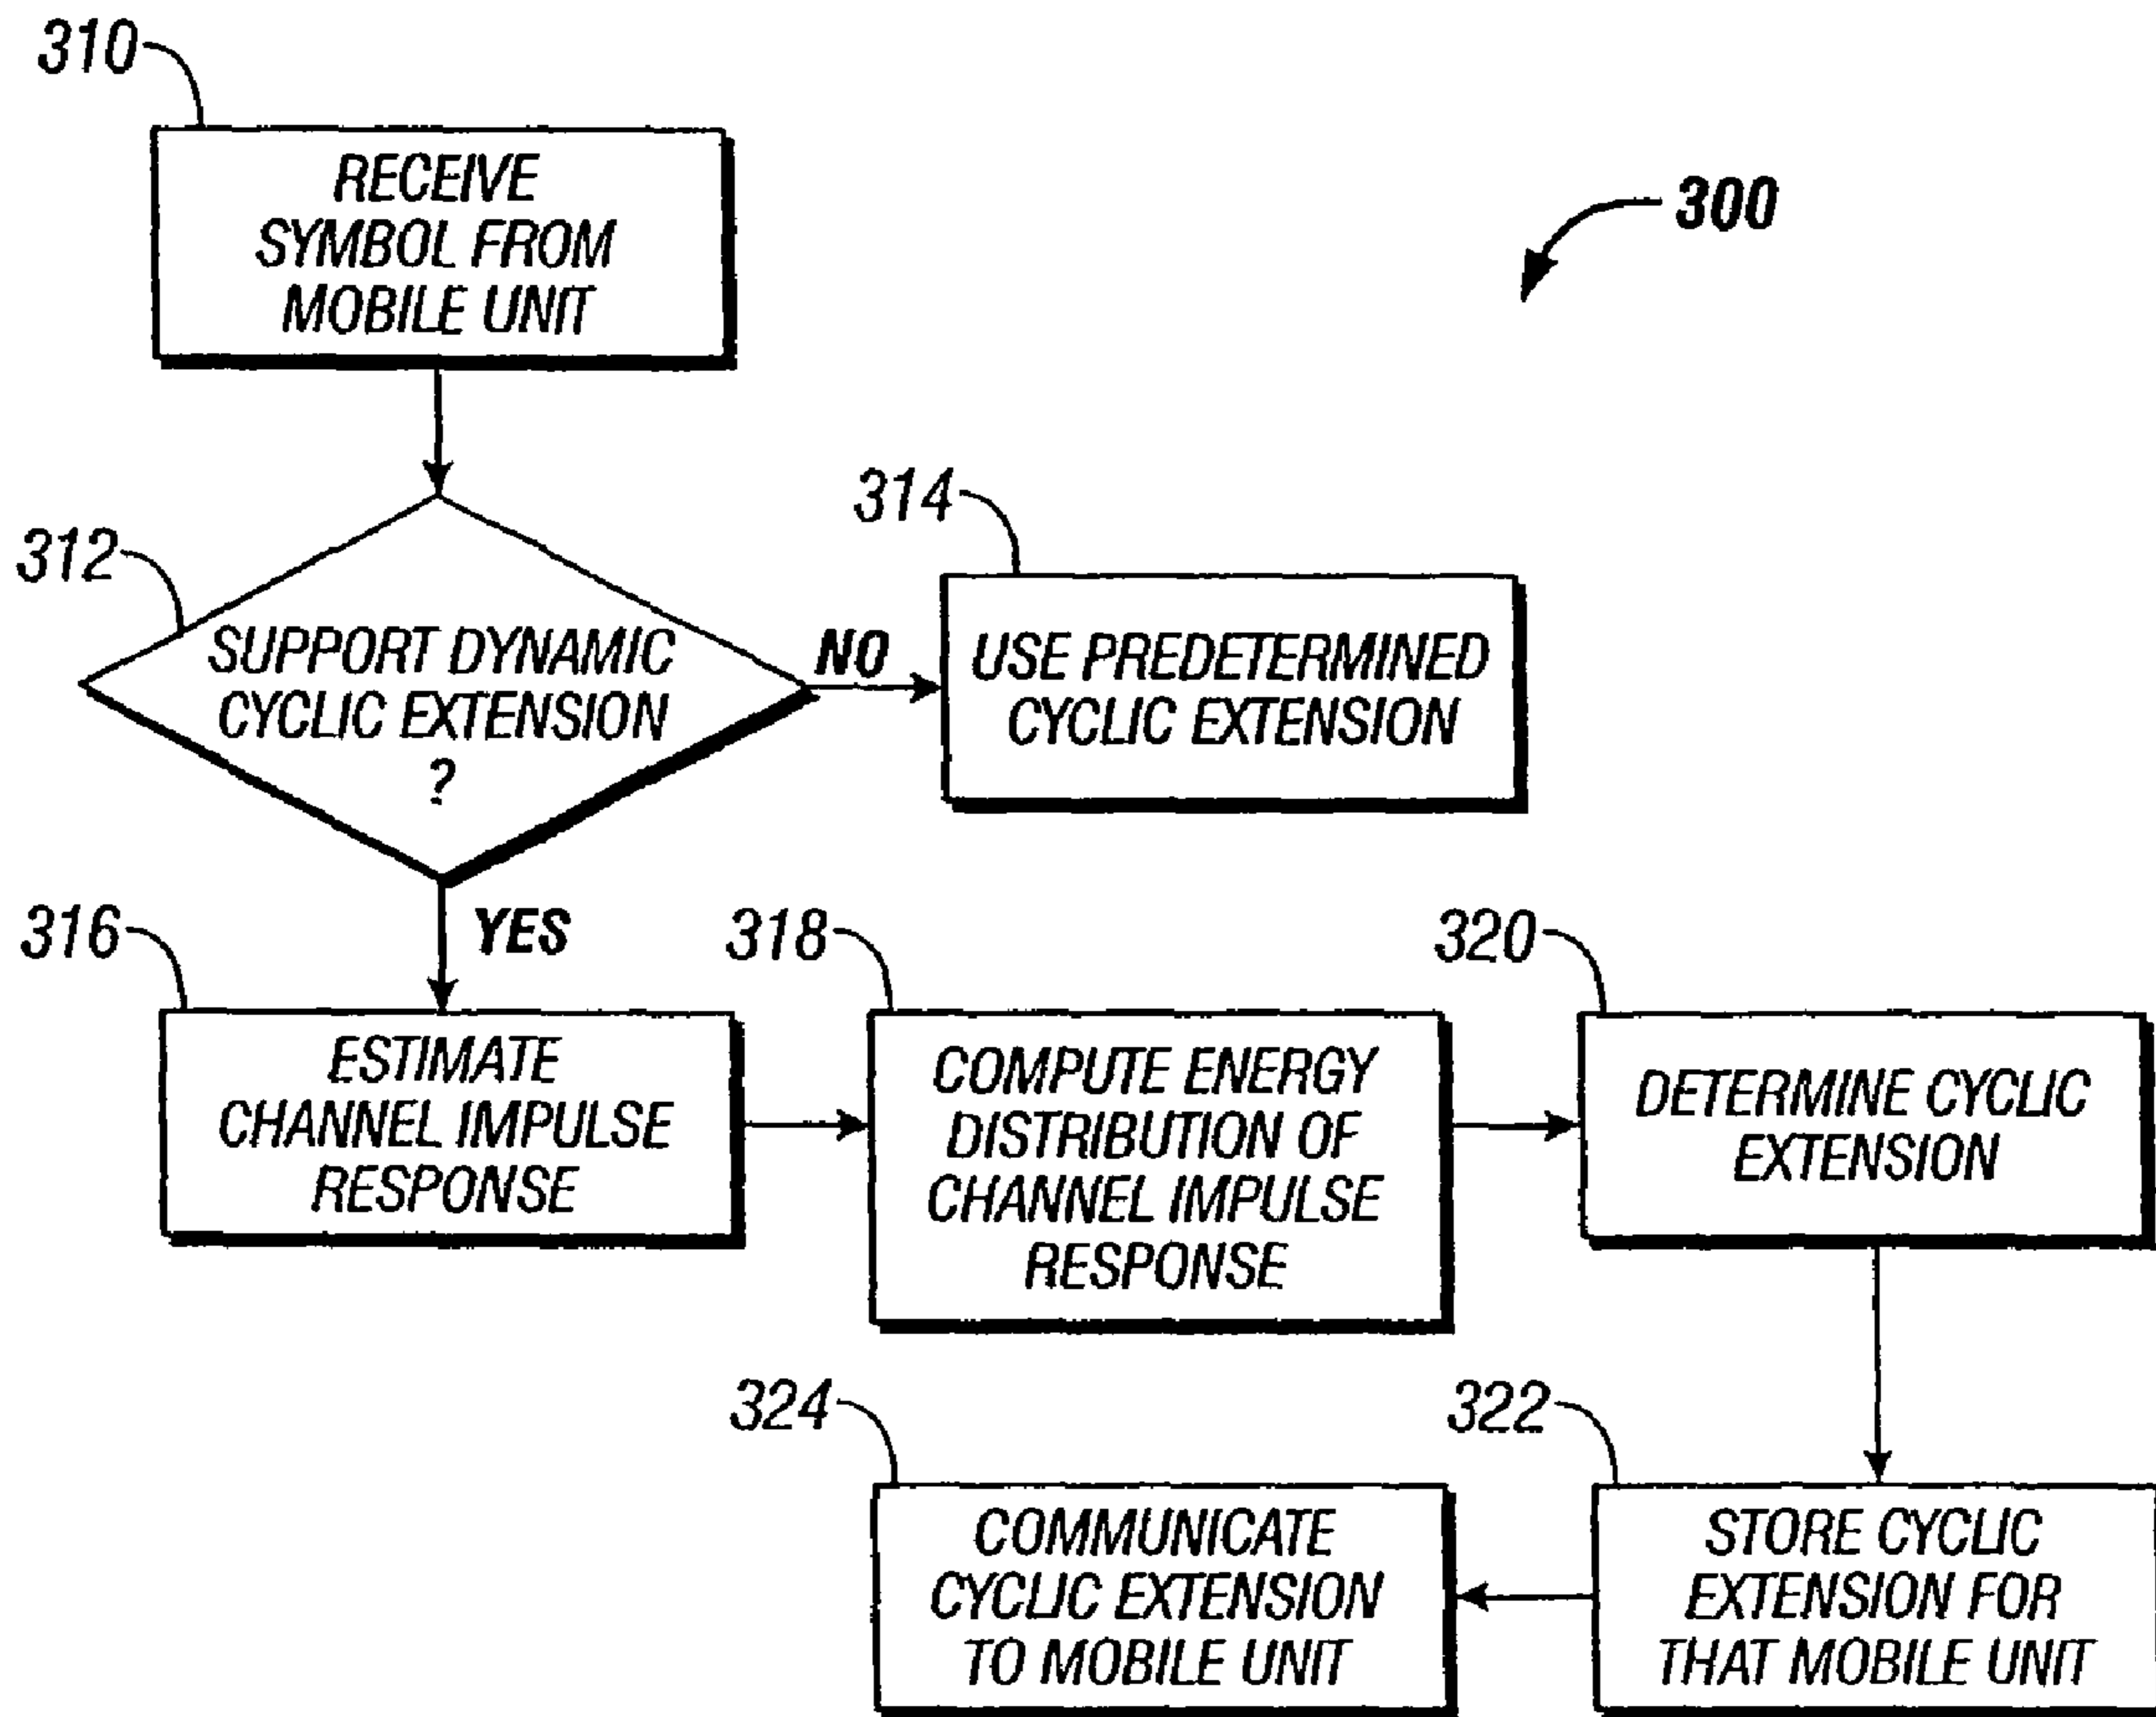 310
RECEIVE
SYMBOL FROM
MOBILE UNIT
300
312
SUPPORT DYNAMIC
CYCLIC EXTENSION
?
NO
314
USE PREDETERMINED
CYCLIC EXTENSION
YES
316
ESTIMATE
CHANNEL IMPULSE
RESPONSE
318
COMPUTE ENERGY
DISTRIBUTION OF
CHANNEL IMPULSE
RESPONSE
320
DETERMINE CYCLIC
EXTENSION
322
STORE CYCLIC
EXTENSION FOR
THAT MOBILE UNIT
324
COMMUNICATE
CYCLIC EXTENSION
TO MOBILE UNIT